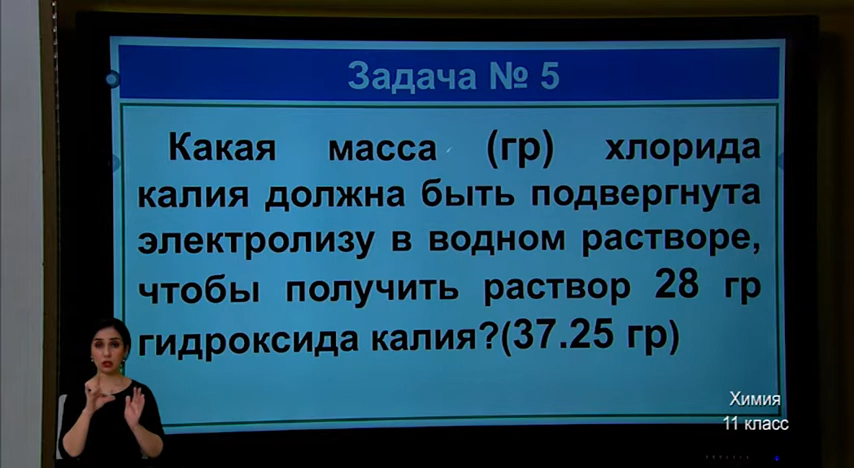 Задача № 5
Какая масса (гр) хлорида
калия должна быть подвергнута
электролизу в водном растворе,
чтобы получить раствор 28 гр
гидроксида калия?(37.25 гр)
Химия
11 класс